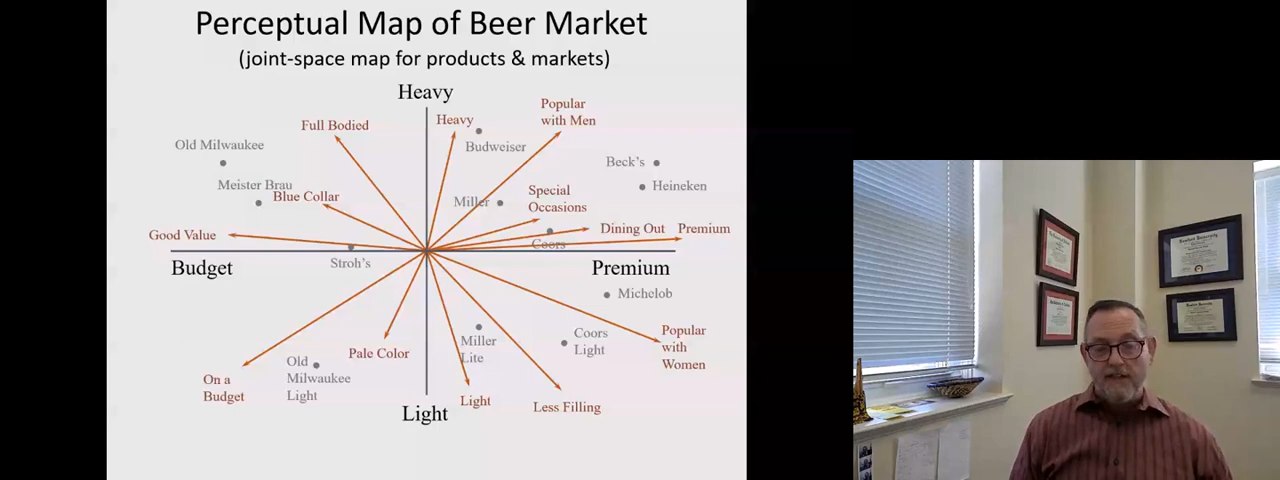 Perceptual Map of Beer Market
(joint-space map for products & markets)
Heavy
Popular
with Men
Full Bodied
Heavy
Budweiser
Old Milwaukee
Beck's
Meister Brau
Heineken
Blue Collar
Miller
Special
Occasions
Good Value
Dining Out
Premium
Coors
Budget
Stroh's
Premium
Michelob
Popular
with
Women
Miller
Lite
Coors
Light
Pale Color
On a
Budget
Old
Milwaukee
Light
Light
Less Filling
Light